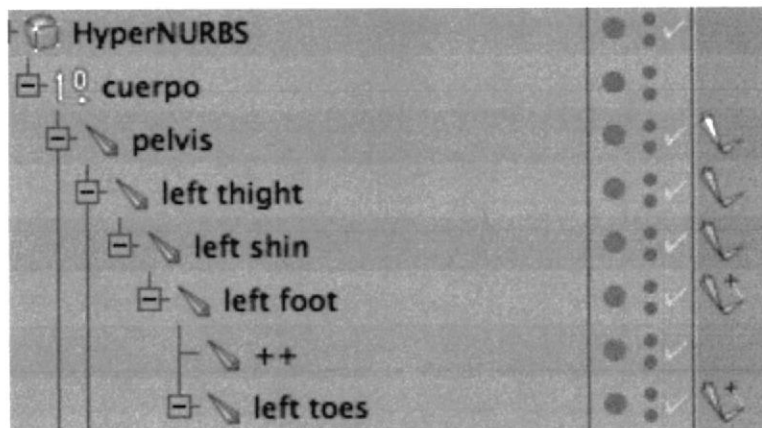 HyperNURBS
cuerpo
pelvis
left thight
left shin
left foot
++
left toes